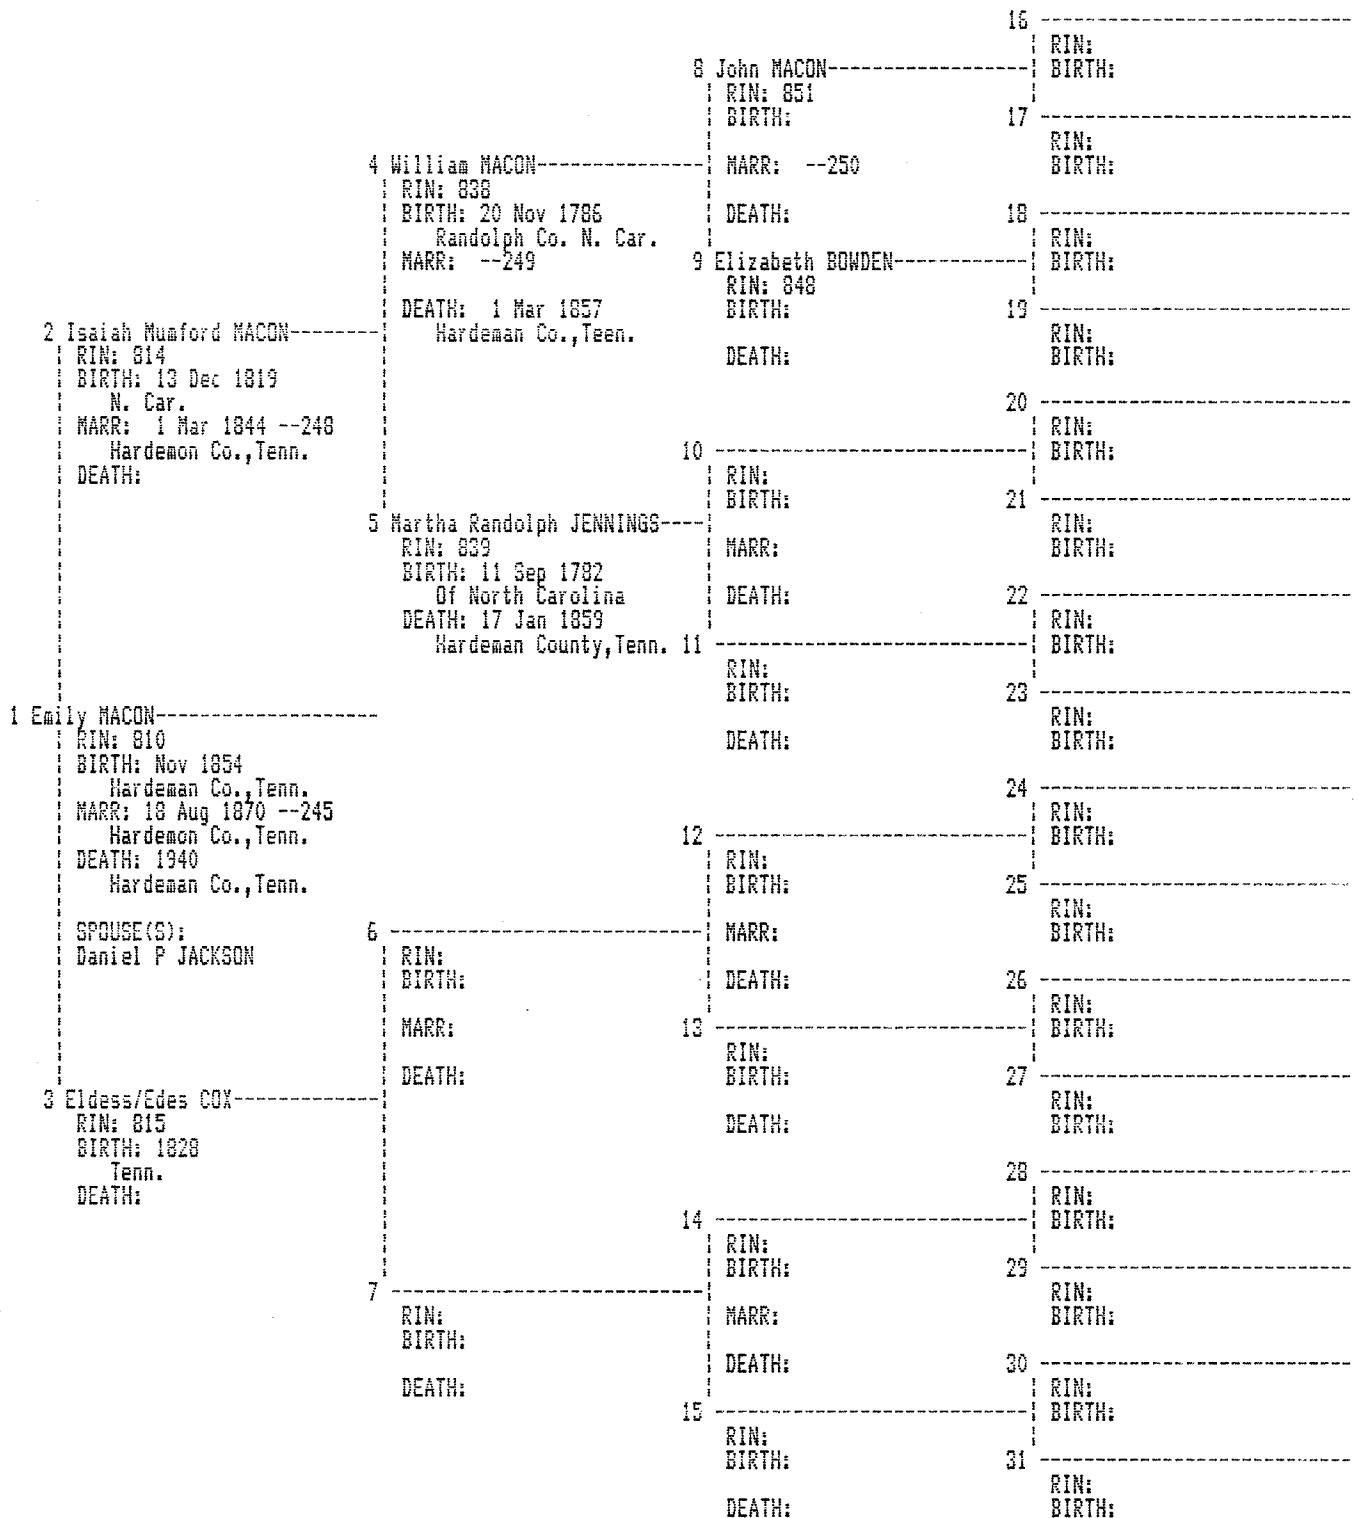 16
RIN:
8 John MACON BIRTH:
RIN: 851
BIRTH: 17
RIN:
4 William MACON MARR: --250 BIRTH:
RIN: 838
BIRTH: 20 Nov 1786 DEATH: 18
Randolph Co. N. Car. RIN:
MARR: --249 9 Elizabeth BOWDEN BIRTH:
RIN: 848
DEATH: 1 Mar 1857 BIRTH: 19
2 Isaiah Mumford MACON Hardeman Co.,Teen. RIN:
RIN: 814 DEATH: BIRTH:
BIRTH: 13 Dec 1819
N. Car. 20
MARR: 1 Mar 1844 --248 RIN:
Hardemon Co.,Tenn. 10 BIRTH:
DEATH: RIN:
BIRTH: 21
5 Martha Randolph JENNINGS RIN:
RIN: 839 MARR: BIRTH:
BIRTH: 11 Sep 1782
Of North Carolina DEATH: 22
DEATH: 17 Jan 1859 RIN:
Hardeman County,Tenn. 11 BIRTH:
RIN:
BIRTH: 23
1 Emily MACON RIN:
RIN: 810 DEATH: BIRTH:
BIRTH: Nov 1854
Hardeman Co.,Tenn. 24
MARR: 18 Aug 1870 --245 RIN:
Hardemon Co.,Tenn. 12 BIRTH:
DEATH: 1940 RIN:
Hardeman Co.,Tenn. BIRTH: 25
RIN:
SPOUSE(S): 6 MARR: BIRTH:
Daniel P JACKSON RIN:
BIRTH: DEATH: 26
RIN:
MARR: 13 BIRTH:
RIN:
DEATH: BIRTH: 27
3 Eldess/Edes COX RIN:
RIN: 815 DEATH: BIRTH:
BIRTH: 1828
Tenn. 28
DEATH: RIN:
14 BIRTH:
RIN:
BIRTH: 29
7 RIN:
RIN: MARR: BIRTH:
BIRTH:
DEATH: 30
DEATH: RIN:
15 BIRTH:
RIN:
BIRTH: 31
RIN:
DEATH: BIRTH: